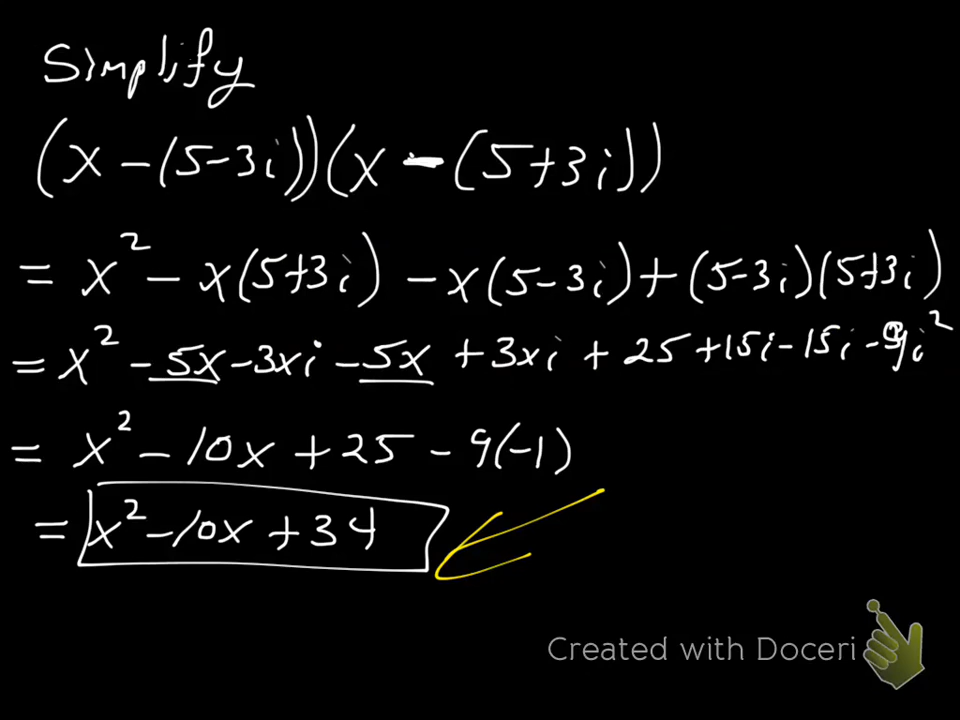 Simplify
(x - (5-3i))(x - (5+3i))
= x² - x(5+3i) - x(5-3i) + (5-3i)(5+3i)
= x² - 5x - 3xi - 5x + 3xi + 25 + 15i - 15i - 9i²
= x² - 10x + 25 - 9(-1)
= x² - 10x + 34
Created with Doceri